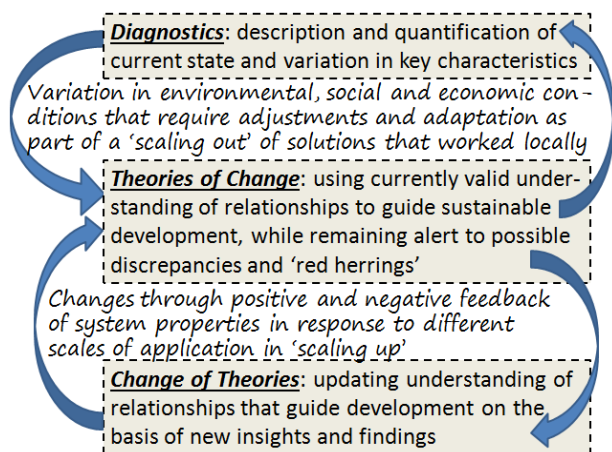 Diagnostics: description and quantification of
current state and variation in key characteristics
Variation in environmental, social and economic con-
ditions that require adjustments and adaptation as
part of a ‘scaling out’ of solutions that worked locally
Theories of Change: using currently valid under-
standing of relationships to guide sustainable
development, while remaining alert to possible
discrepancies and ‘red herrings’
Changes through positive and negative feedback
of system properties in response to different
scales of application in ‘scaling up’
Change of Theories: updating understanding of
relationships that guide development on the
basis of new insights and findings